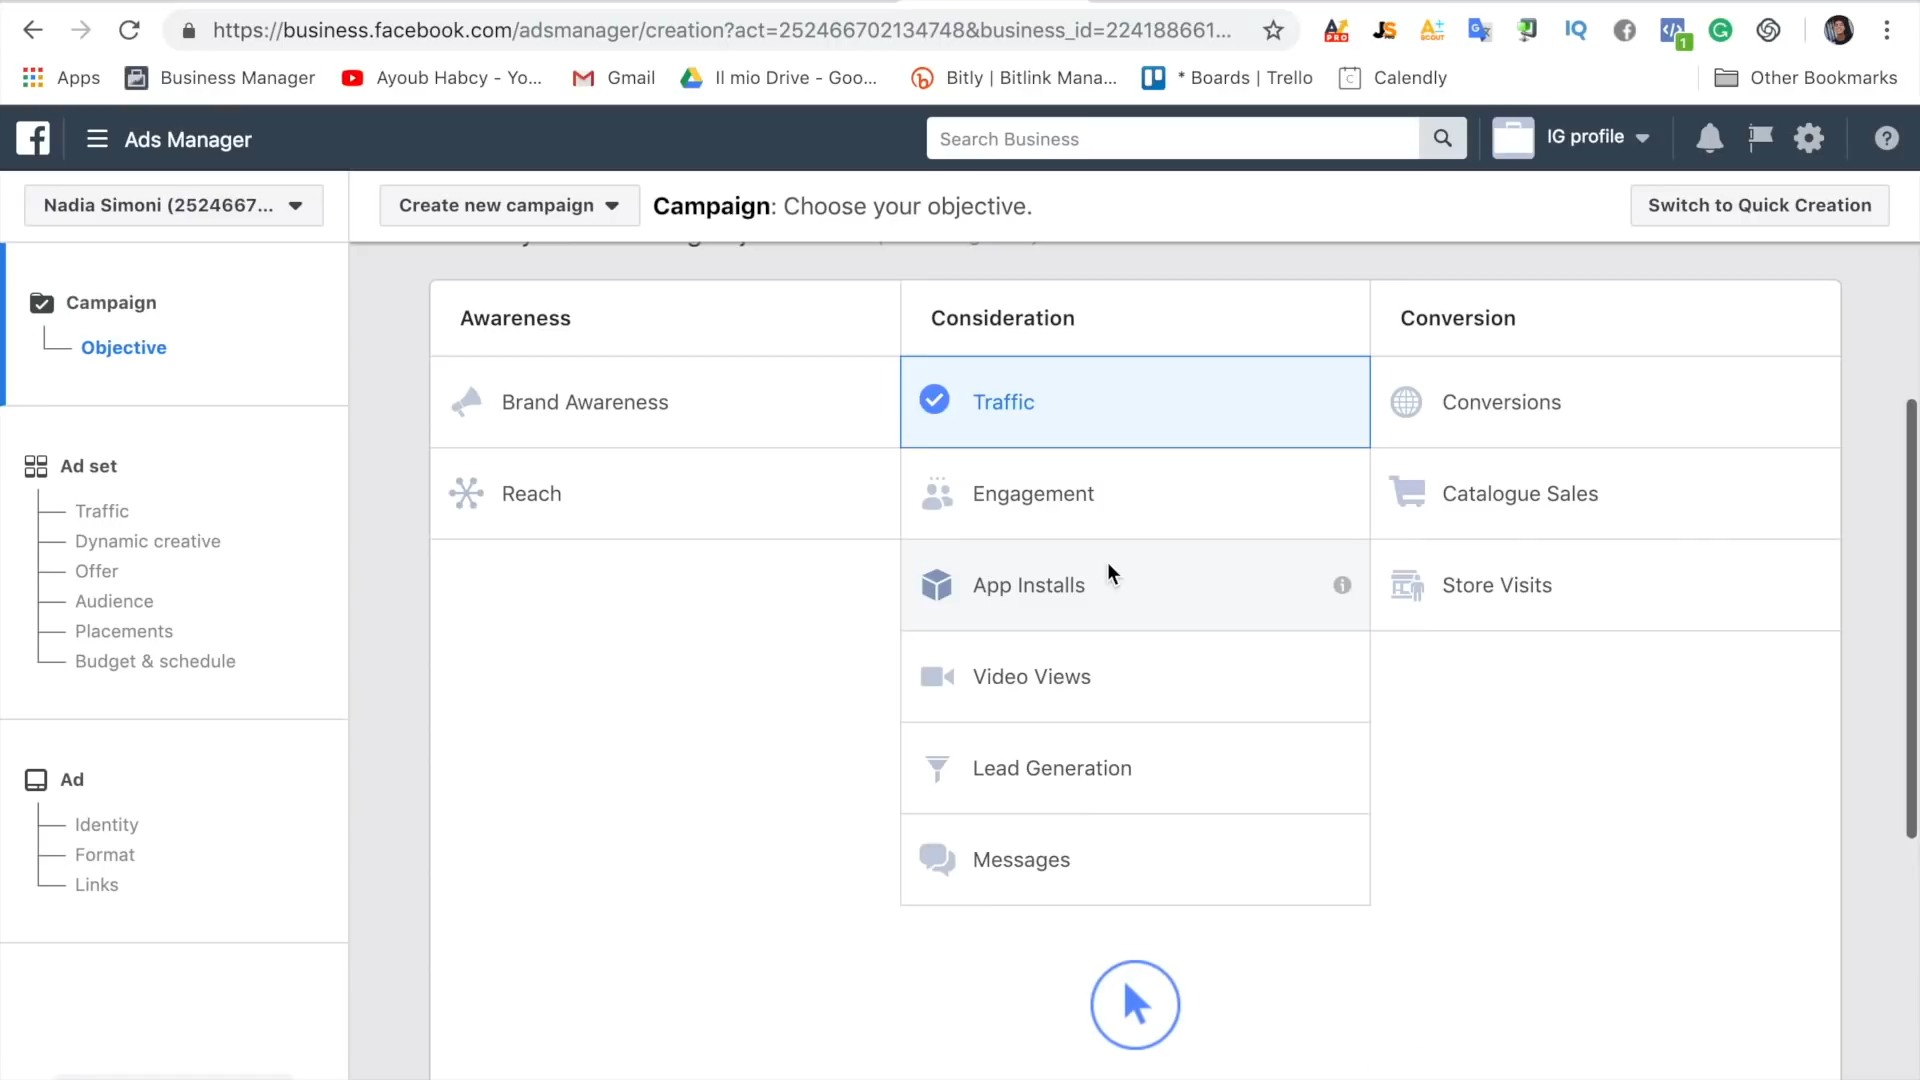 https://business.facebook.com/adsmanager/creation?act=252466702134748&business_id=224188661...
Apps
Business Manager
Ayoub Habcy - Yo...
Gmail
Il mio Drive - Goo...
Bitly | Bitlink Mana...
* Boards | Trello
Calendly
Other Bookmarks
Ads Manager
Search Business
IG profile
Nadia Simoni (2524667...
Create new campaign
Campaign: Choose your objective.
Switch to Quick Creation
Campaign
Objective
Ad set
Traffic
Dynamic creative
Offer
Audience
Placements
Budget & schedule
Ad
Identity
Format
Links
Awareness
Brand Awareness
Reach
Consideration
Traffic
Engagement
App Installs
Video Views
Lead Generation
Messages
Conversion
Conversions
Catalogue Sales
Store Visits